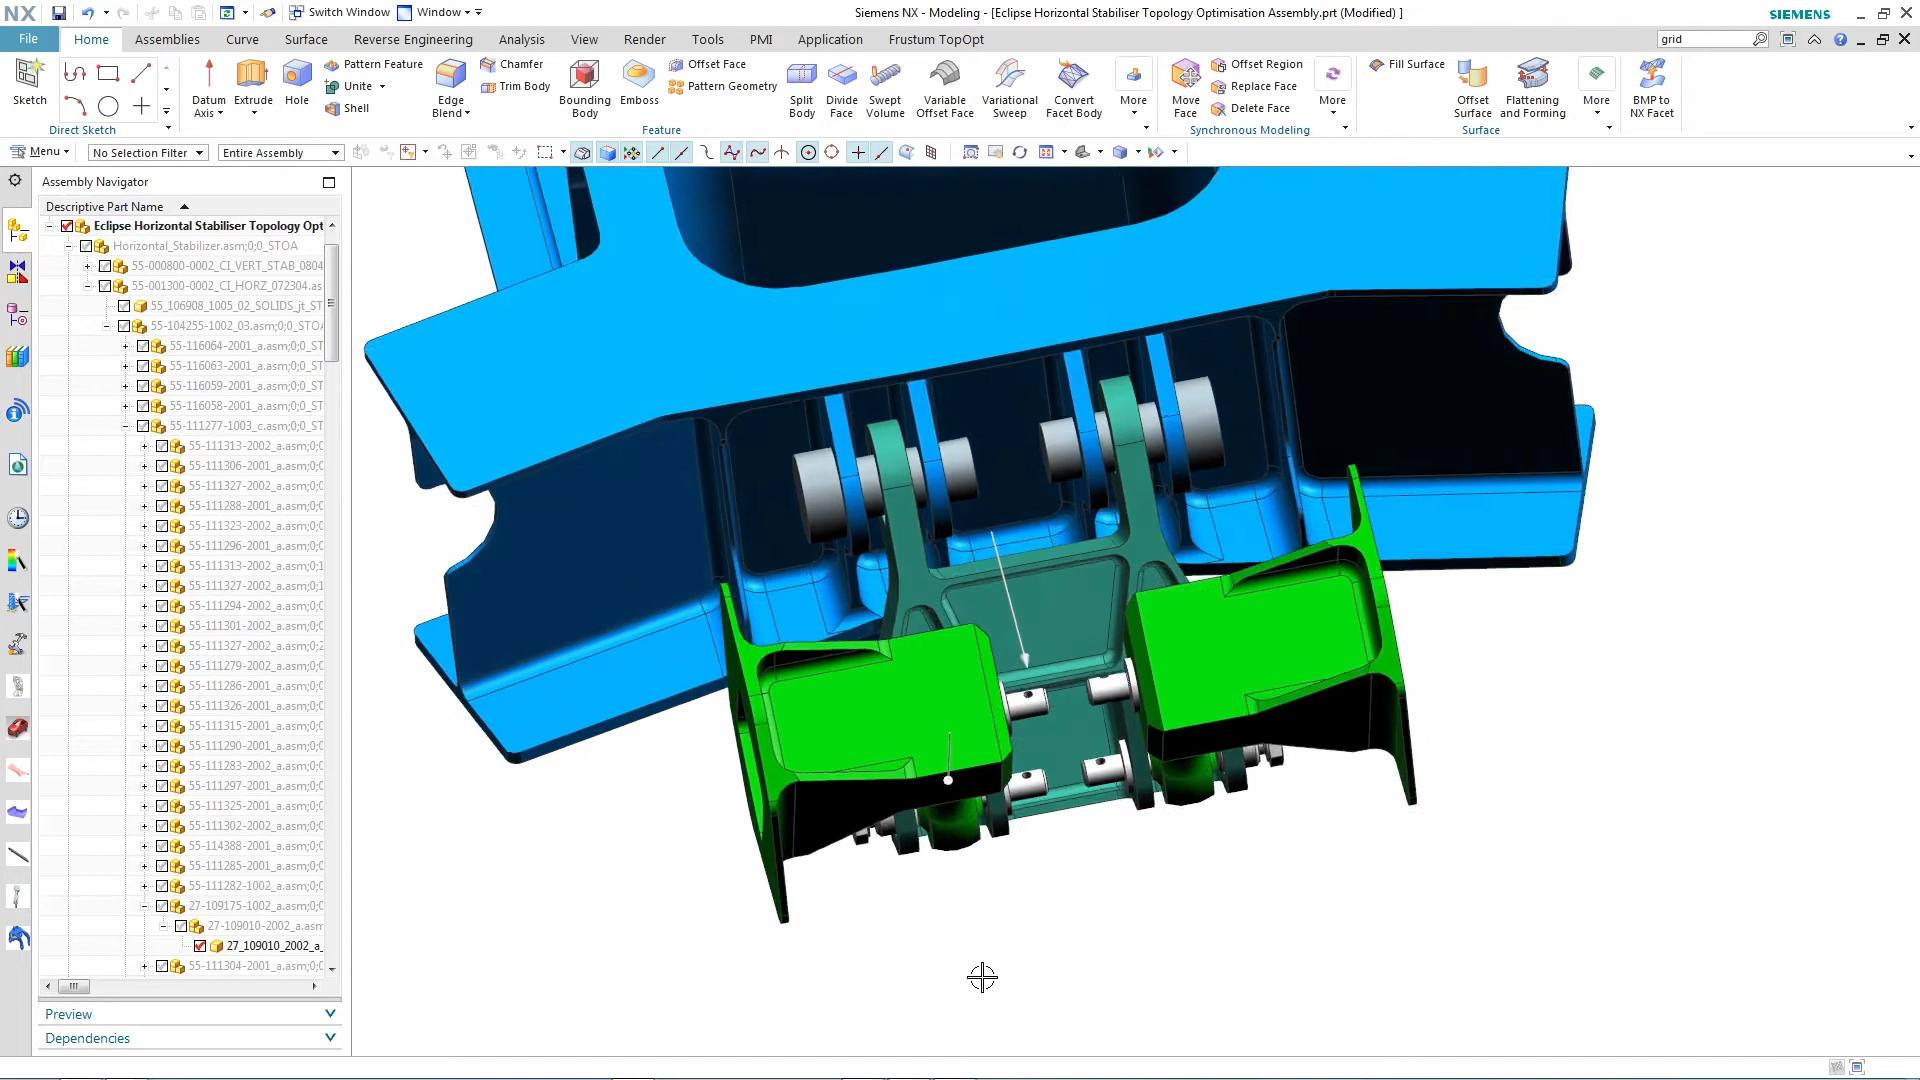 NX
Switch Window
Window
Siemens NX - Modeling - [Eclipse Horizontal Stabiliser Topology Optimisation Assembly.prt (Modified) ]
SIEMENS
File
Home
Assemblies
Curve
Surface
Reverse Engineering
Analysis
View
Render
Tools
PMI
Application
Frustum TopOpt
grid
Sketch
Direct Sketch
Datum Axis
Extrude
Hole
Pattern Feature
Unite
Shell
Edge Blend
Chamfer
Trim Body
Bounding Body
Emboss
Offset Face
Pattern Geometry
Split Body
Divide Face
Swept Volume
Variable Offset Face
Variational Sweep
Convert Facet Body
More
Feature
Move Face
Offset Region
Replace Face
Delete Face
More
Synchronous Modeling
Fill Surface
Offset Surface
Flattening and Forming
More
Surface
BMP to NX Facet
Menu
No Selection Filter
Entire Assembly
Assembly Navigator
Descriptive Part Name
Eclipse Horizontal Stabiliser Topology Opt
Horizontal_Stabilizer.asm;0;0_STOA
55-000800-0002_CI_VERT_STAB_0804
55-001300-0002_CI_HORZ_072304.as
55_106908_1005_02_SOLIDS_jt_ST
55-104255-1002_03.asm;0;0_STOA
55-116064-2001_a.asm;0;0_ST
55-116063-2001_a.asm;0;0_ST
55-116059-2001_a.asm;0;0_ST
55-116058-2001_a.asm;0;0_ST
55-111277-1003_c.asm;0;0_ST
55-111313-2002_a.asm;0;0
55-111306-2001_a.asm;0;0
55-111327-2002_a.asm;0;0
55-111288-2001_a.asm;0;0
55-111323-2002_a.asm;0;0
55-111296-2001_a.asm;0;0
55-111313-2002_a.asm;0;1
55-111327-2002_a.asm;0;1
55-111294-2002_a.asm;0;0
55-111301-2002_a.asm;0;0
55-111327-2002_a.asm;0;2
55-111279-2002_a.asm;0;0
55-111286-2001_a.asm;0;0
55-111326-2002_a.asm;0;0
55-111315-2001_a.asm;0;0
55-111290-2001_a.asm;0;0
55-111283-2002_a.asm;0;0
55-111297-2001_a.asm;0;0
55-111325-2001_a.asm;0;0
55-111302-2002_a.asm;0;0
55-114388-2001_a.asm;0;0
55-111285-2001_a.asm;0;0
55-111282-1002_a.asm;0;0
27-109175-1002_a.asm;0;0
27-109010-2002_a.asm
27_109010_2002_a_
55-111304-2001_a.asm;0;0
Preview
Dependencies